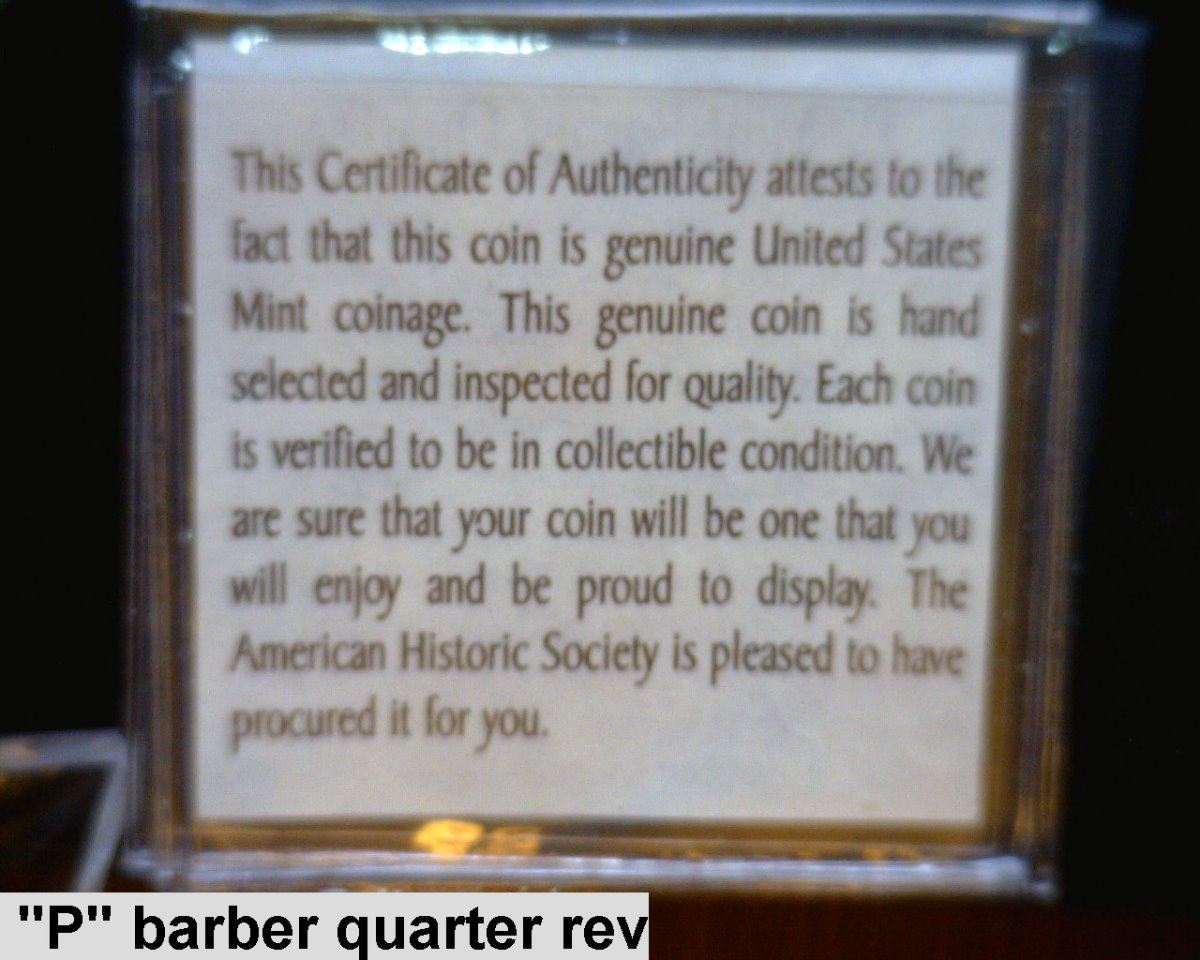 This Certificate of Authenticity attests to the
fact that this coin is genuine United States
Mint coinage. This genuine coin is hand
selected and inspected for quality. Each coin
is verified to be in collectible condition. We
are sure that your coin will be one that you
will enjoy and be proud to display. The
American Historic Society is pleased to have
procured it for you.
"P" barber quarter rev